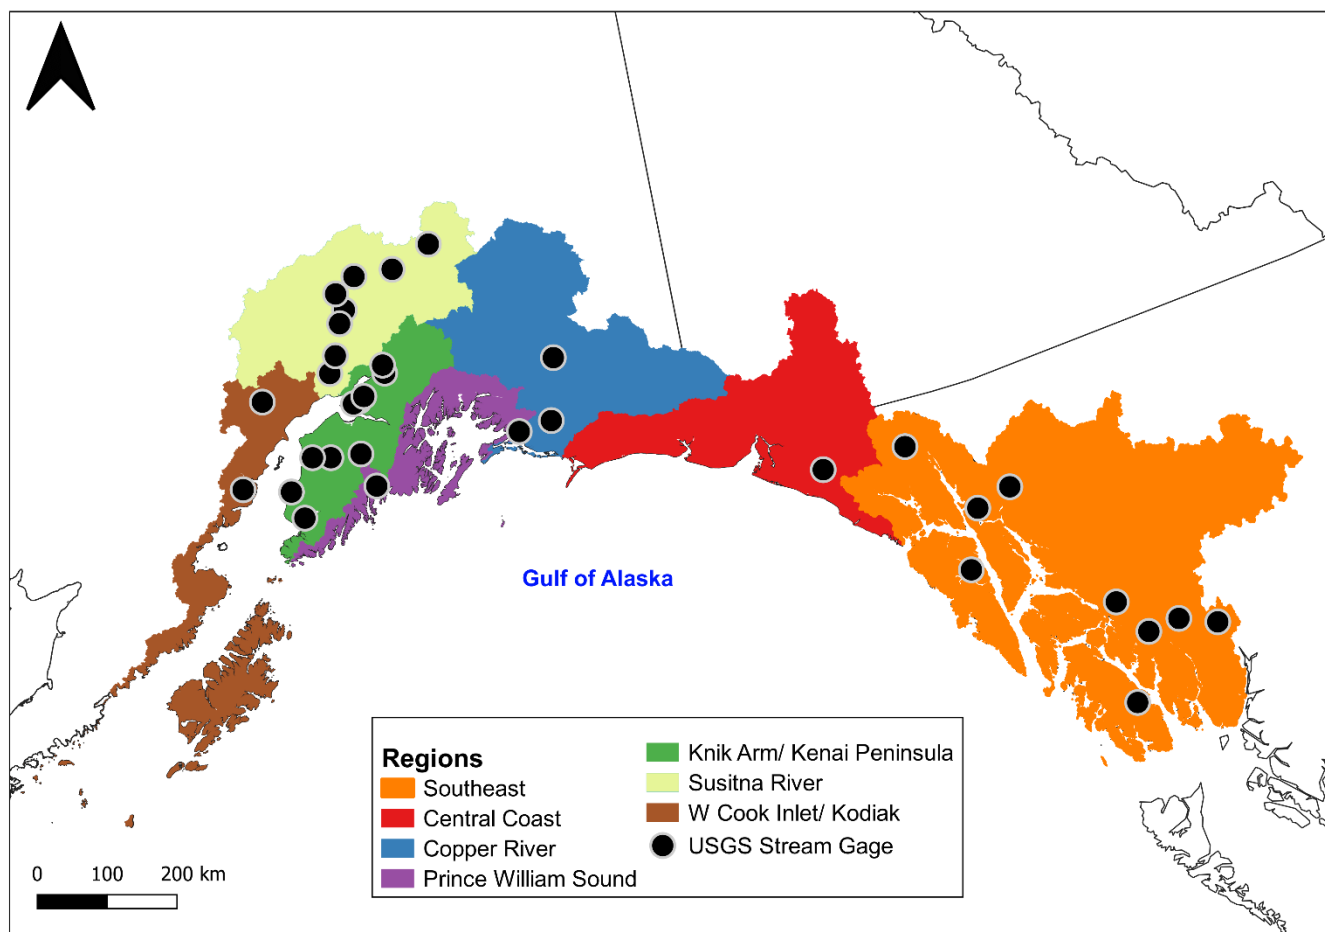 Gulf of Alaska
Regions
Southeast
Central Coast
Copper River
Prince William Sound
Knik Arm/ Kenai Peninsula
Susitna River
W Cook Inlet/ Kodiak
USGS Stream Gage
0 100 200 km